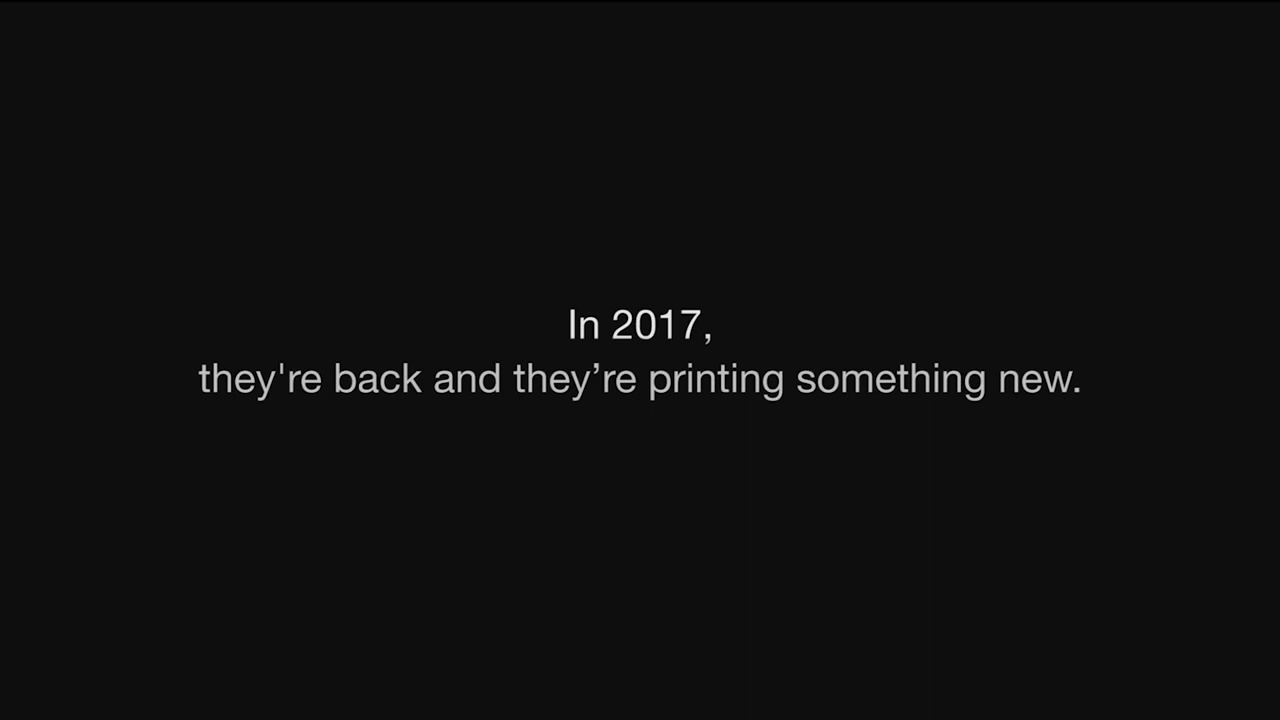 In 2017,
they're back and they’re printing something new.